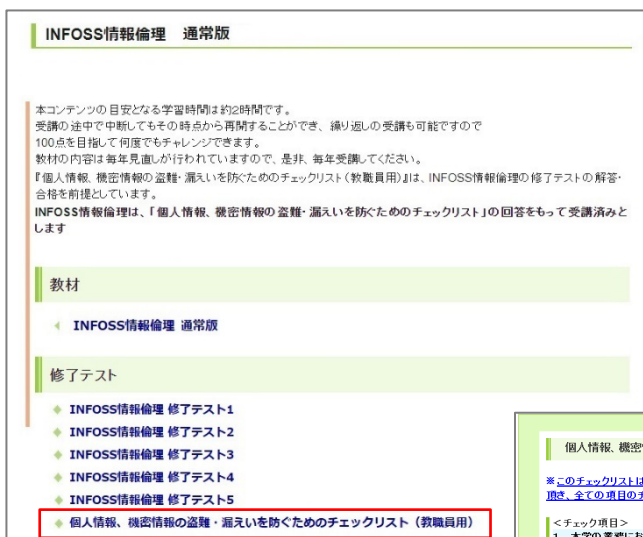 INFOSS情報倫理　通常版
本コンテンツの目安となる学習時間は約2時間です。
受講の途中で中断してもその時点から再開することができ、繰り返しの受講も可能ですので
100点を目指して何度でもチャレンジできます。
教材の内容は毎年見直しが行われていますので、是非、毎年受講してください。
『個人情報、機密情報の盗難・漏えいを防ぐためのチェックリスト（教職員用）』は、INFOSS情報倫理の修了テストの解答・
合格を前提としています。
INFOSS情報倫理は、「個人情報、機密情報の盗難・漏えいを防ぐためのチェックリスト」の回答をもって受講済みと
します
教材
INFOSS情報倫理 通常版
修了テスト
INFOSS情報倫理 修了テスト1
INFOSS情報倫理 修了テスト2
INFOSS情報倫理 修了テスト3
INFOSS情報倫理 修了テスト4
INFOSS情報倫理 修了テスト5
個人情報、機密情報の盗難・漏えいを防ぐためのチェックリスト（教職員用）
個人情報、機密
※このチェックリストは
頂き、全ての項目の
＜チェック項目＞
1．本学の業務に